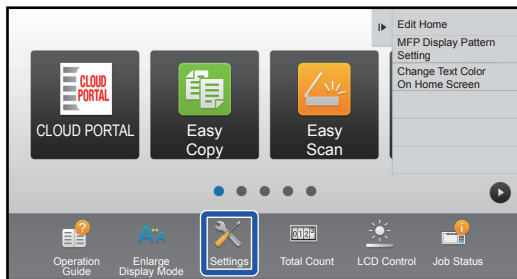 Edit Home
MFP Display Pattern
Setting
Change Text Color
On Home Screen
CLOUD
PORTAL
CLOUD PORTAL
Easy
Copy
Easy
Scan
Operation
Guide
Enlarge
Display Mode
Settings
Total Count
LCD Control
Job Status